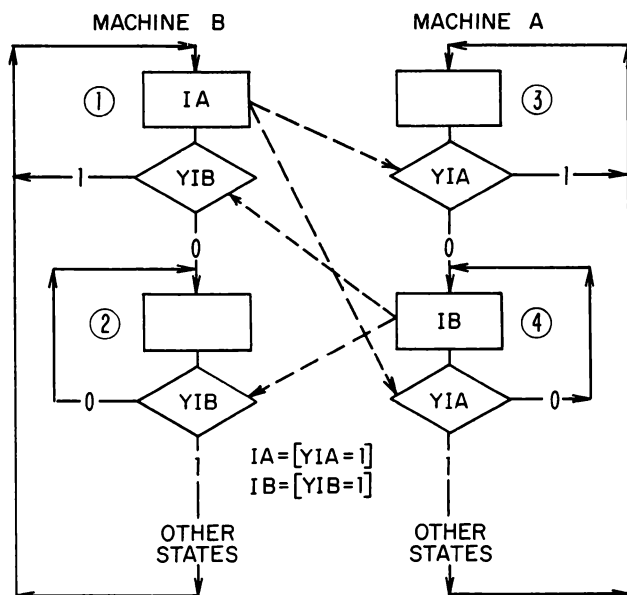 MACHINE B
MACHINE A
1
IA
3
YIB
1
YIA
1
0
0
2
IB
4
YIB
0
YIA
0
1
1
IA=[YIA=1]
IB=[YIB=1]
OTHER
STATES
OTHER
STATES